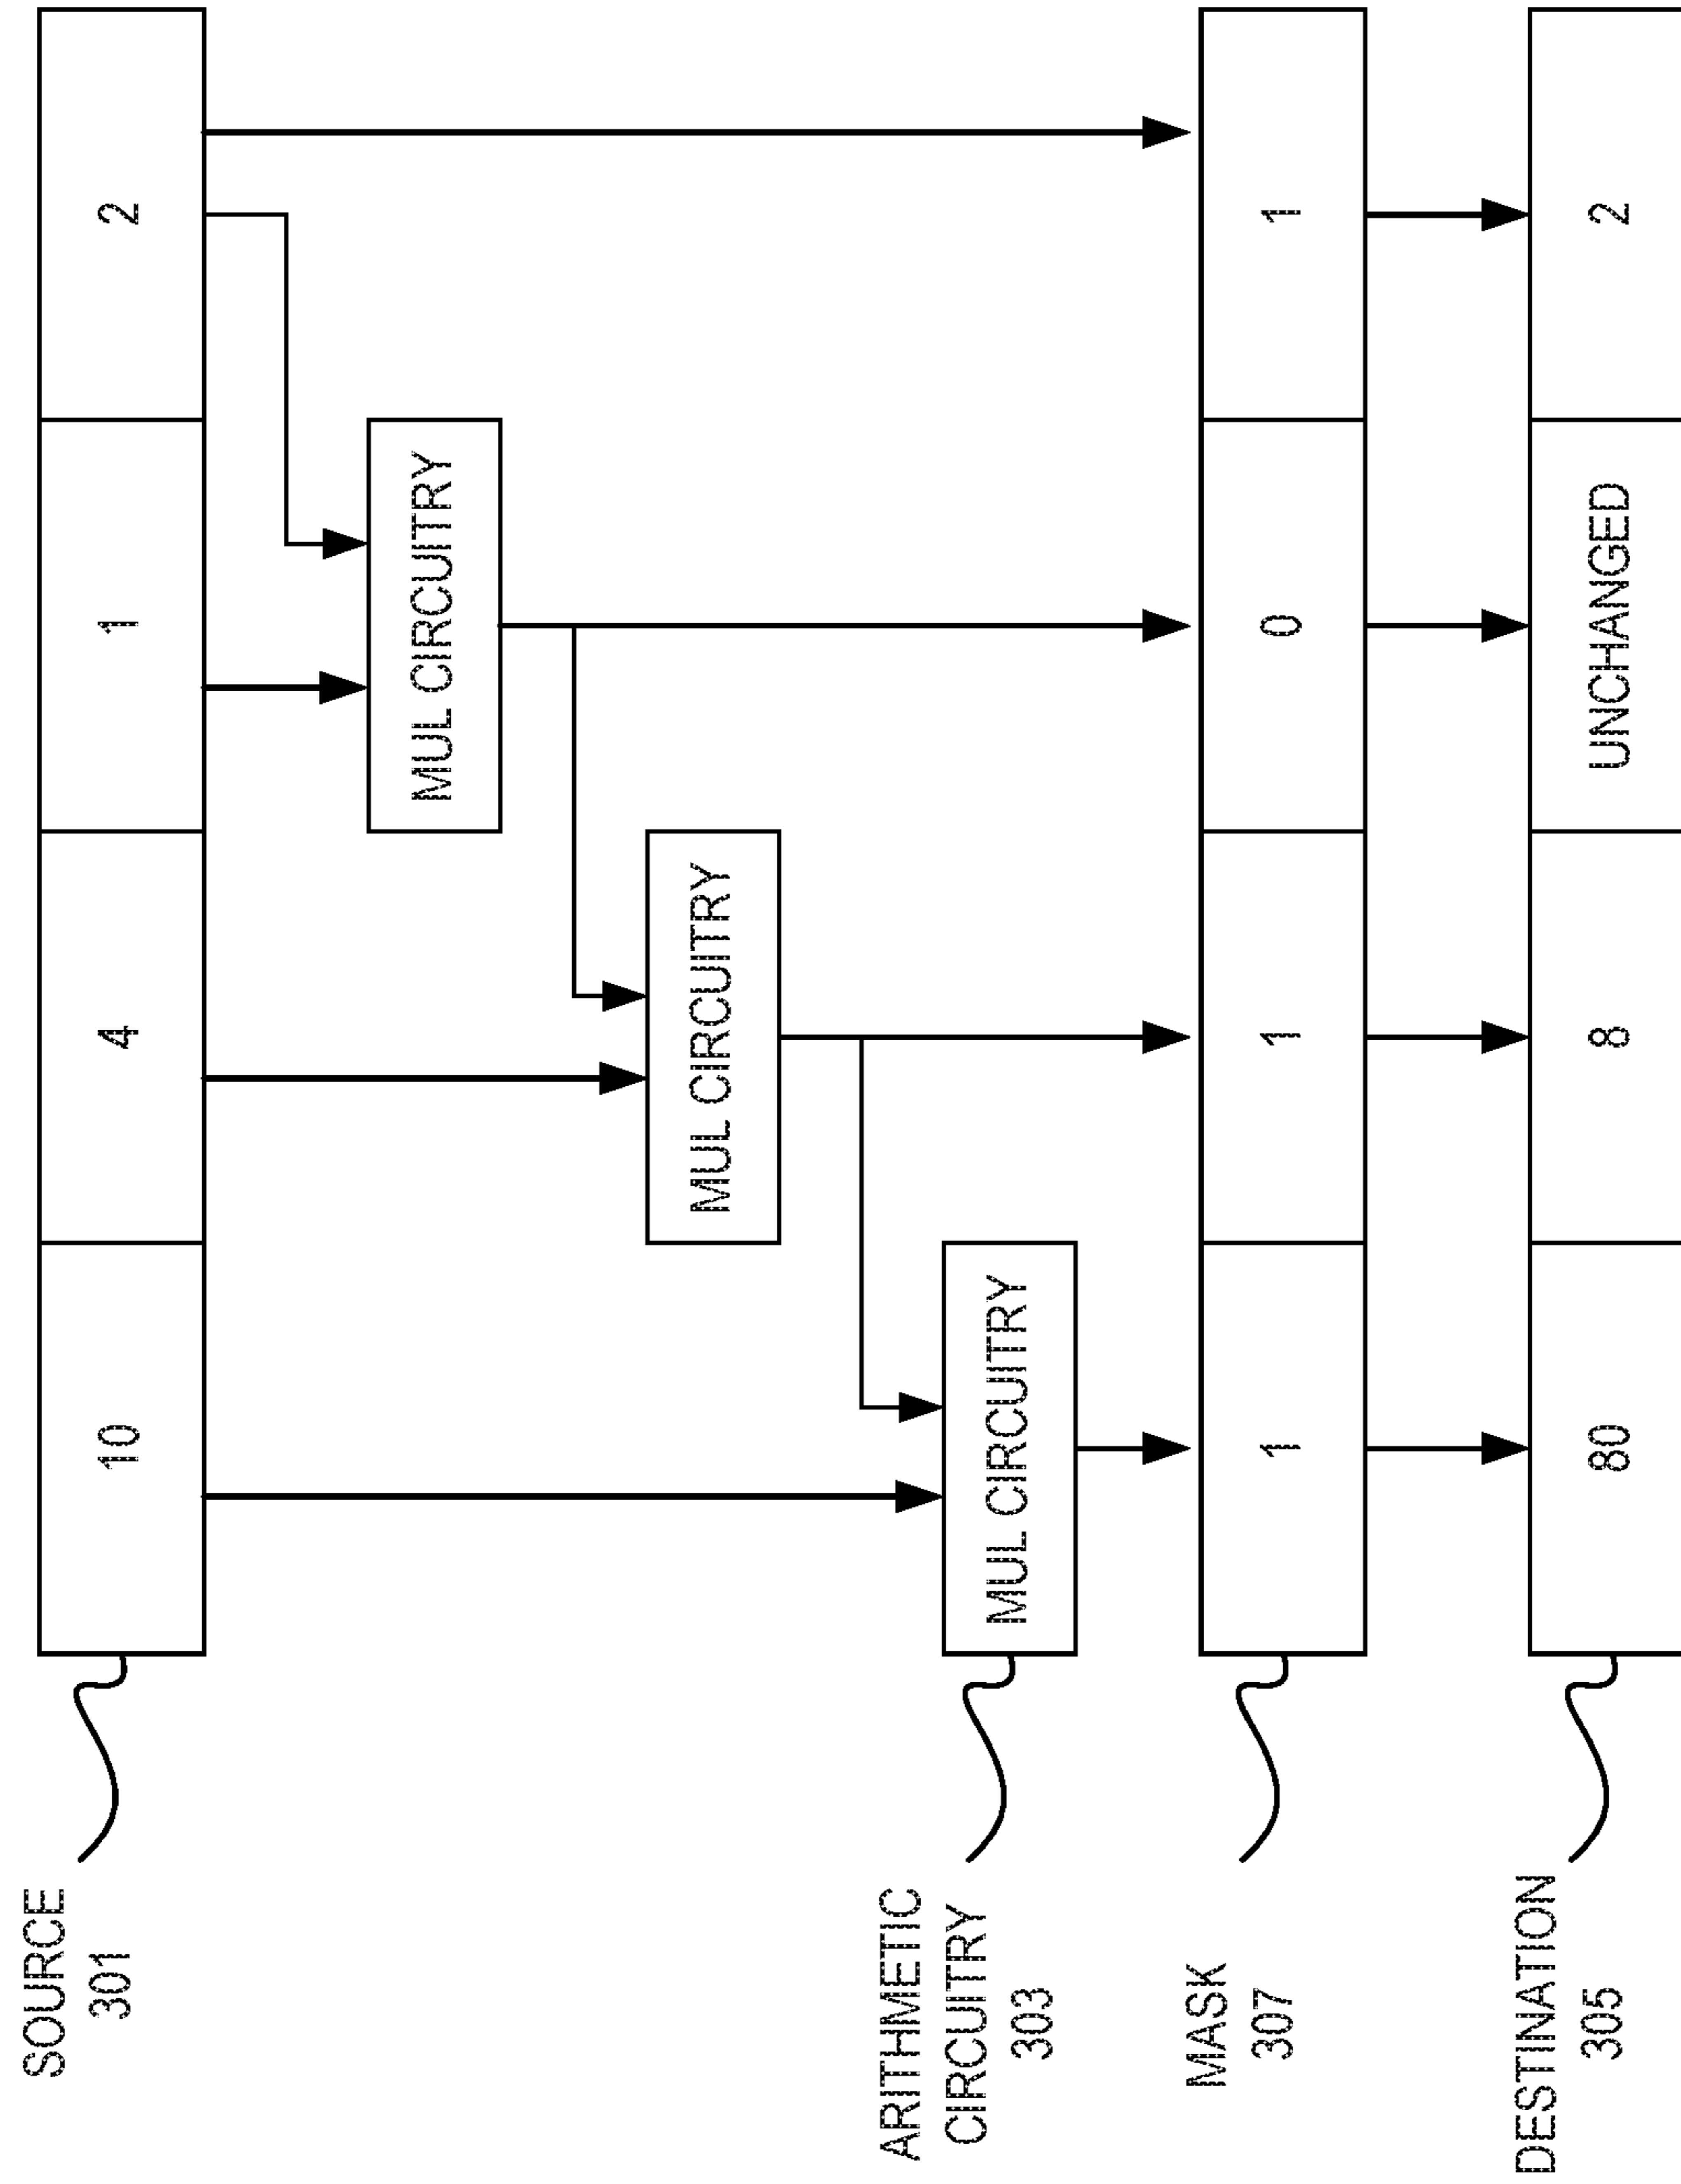 SOURCE
301
10
4
1
2
MUL CIRCUITRY
MUL CIRCUITRY
ARITHMETIC
CIRCUITRY
303
MUL CIRCUITRY
MASK
307
1
1
0
1
DESTINATION
305
80
8
UNCHANGED
2